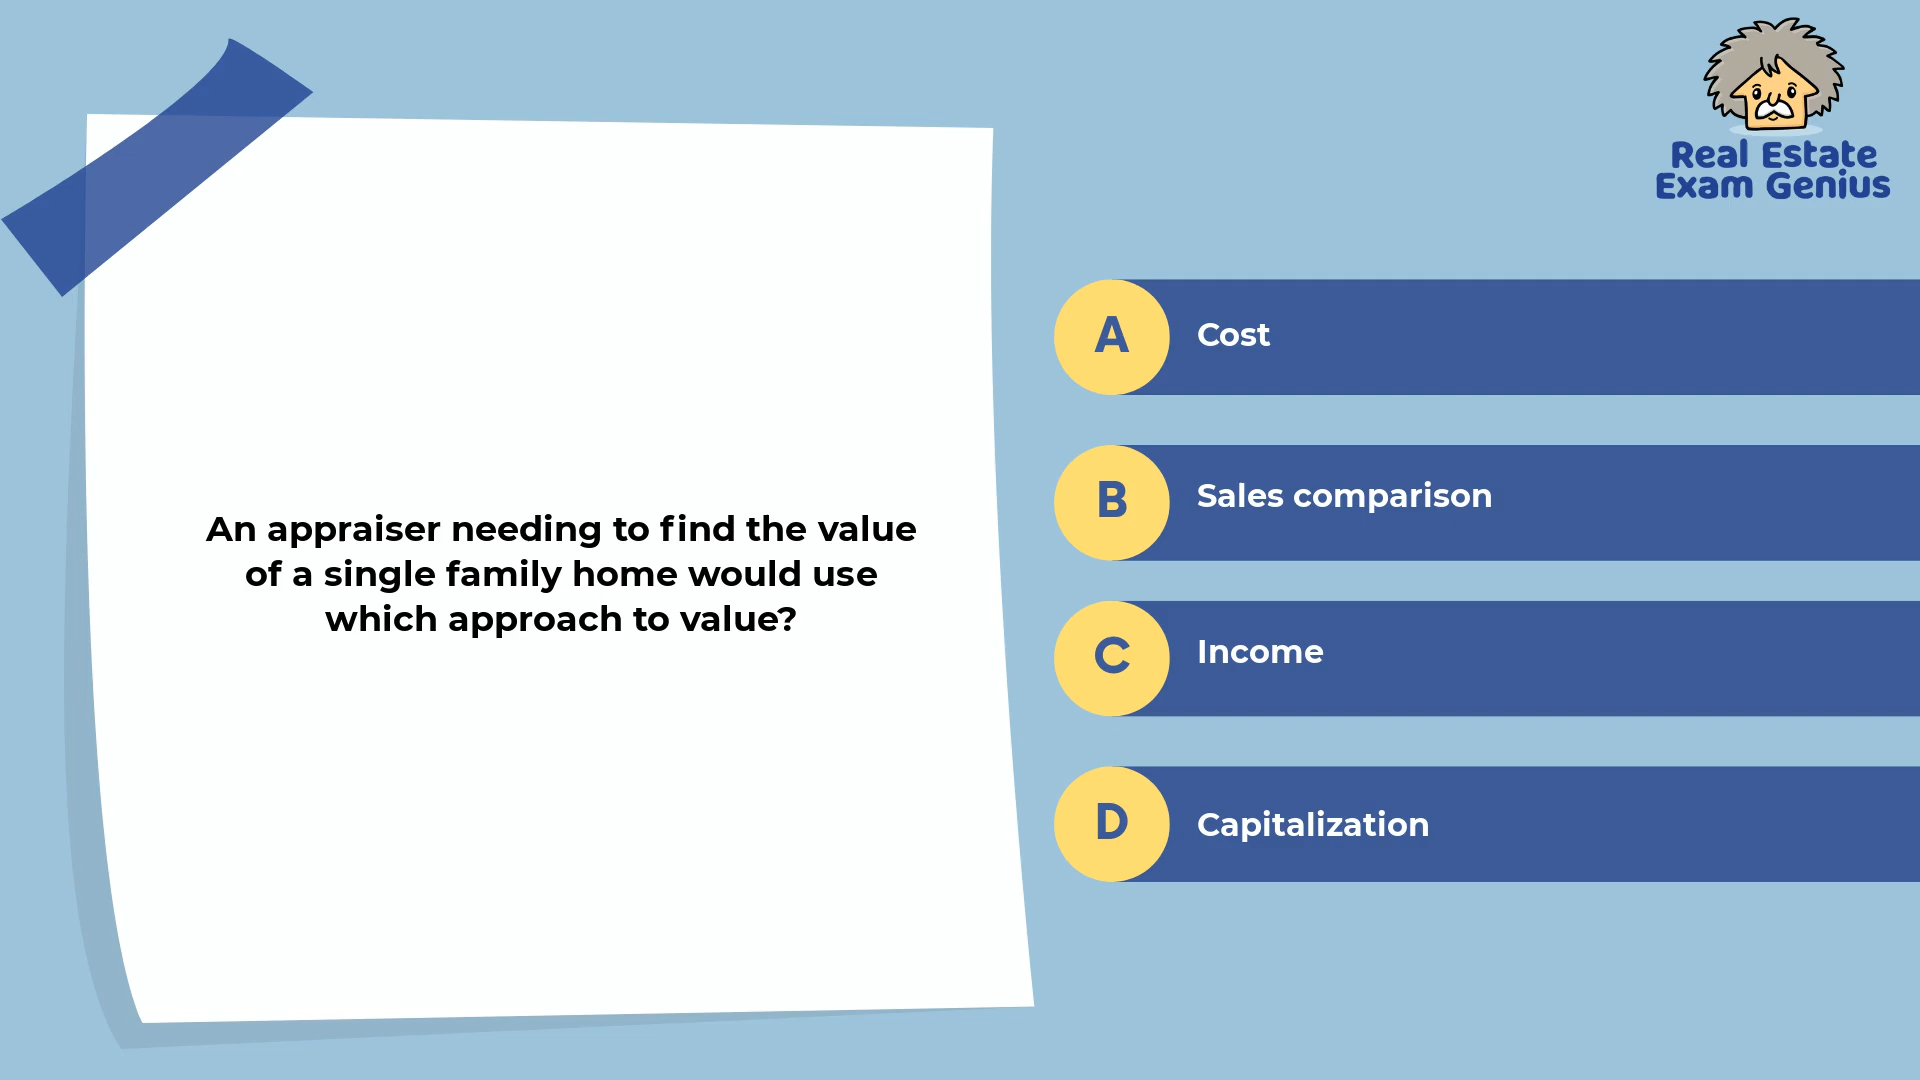 Real Estate
Exam Genius
An appraiser needing to find the value
of a single family home would use
which approach to value?
A Cost
B Sales comparison
C Income
D Capitalization